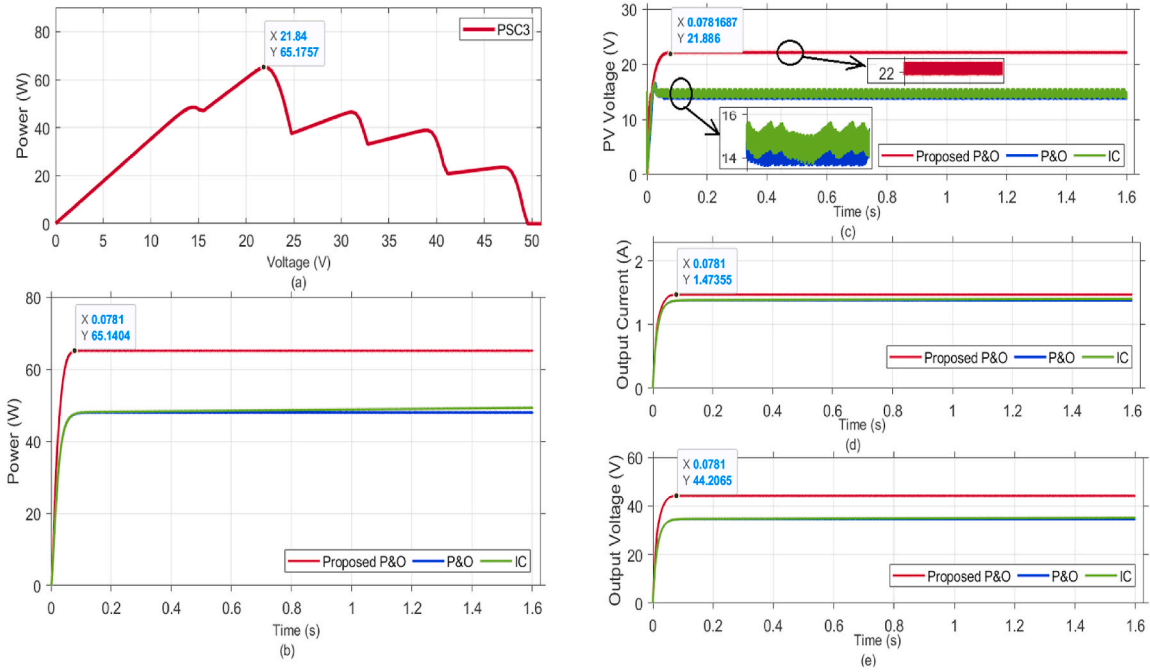 PSC3
X 21.84
Y 65.1757
80
60
40
20
0
Power (W)
0 5 10 15 20 25 30 35 40 45 50
Voltage (V)
(a)
X 0.0781
Y 65.1404
80
60
40
20
0
Power (W)
Proposed P&O P&O IC
0 0.2 0.4 0.6 0.8 1 1.2 1.4 1.6
Time (s)
(b)
X 0.0781687
Y 21.886
30
20
10
0
PV Voltage (V)
22
16
14
Proposed P&O P&O IC
0 0.2 0.4 0.6 0.8 1 1.2 1.4 1.6
Time (s)
(c)
X 0.0781
Y 1.47355
2
1
0
Output Current (A)
Proposed P&O P&O IC
0 0.2 0.4 0.6 0.8 1 1.2 1.4 1.6
Time (s)
(d)
X 0.0781
Y 44.2065
60
40
20
0
Output Voltage (V)
Proposed P&O P&O IC
0 0.2 0.4 0.6 0.8 1 1.2 1.4 1.6
Time (s)
(e)